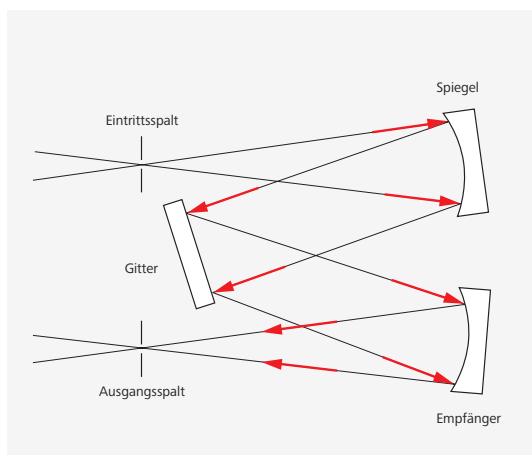 Spiegel
Eintrittsspalt
Gitter
Ausgangsspalt
Empfänger